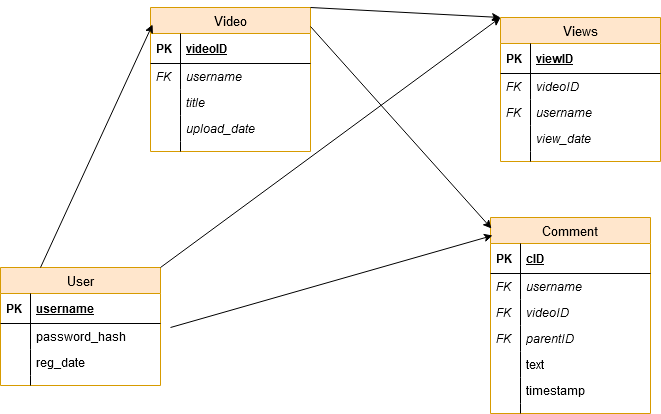 Video
PK videoID
FK username
title
upload_date
Views
PK viewID
FK videoID
FK username
view_date
User
PK username
password_hash
reg_date
Comment
PK cID
FK username
FK videoID
FK parentID
text
timestamp